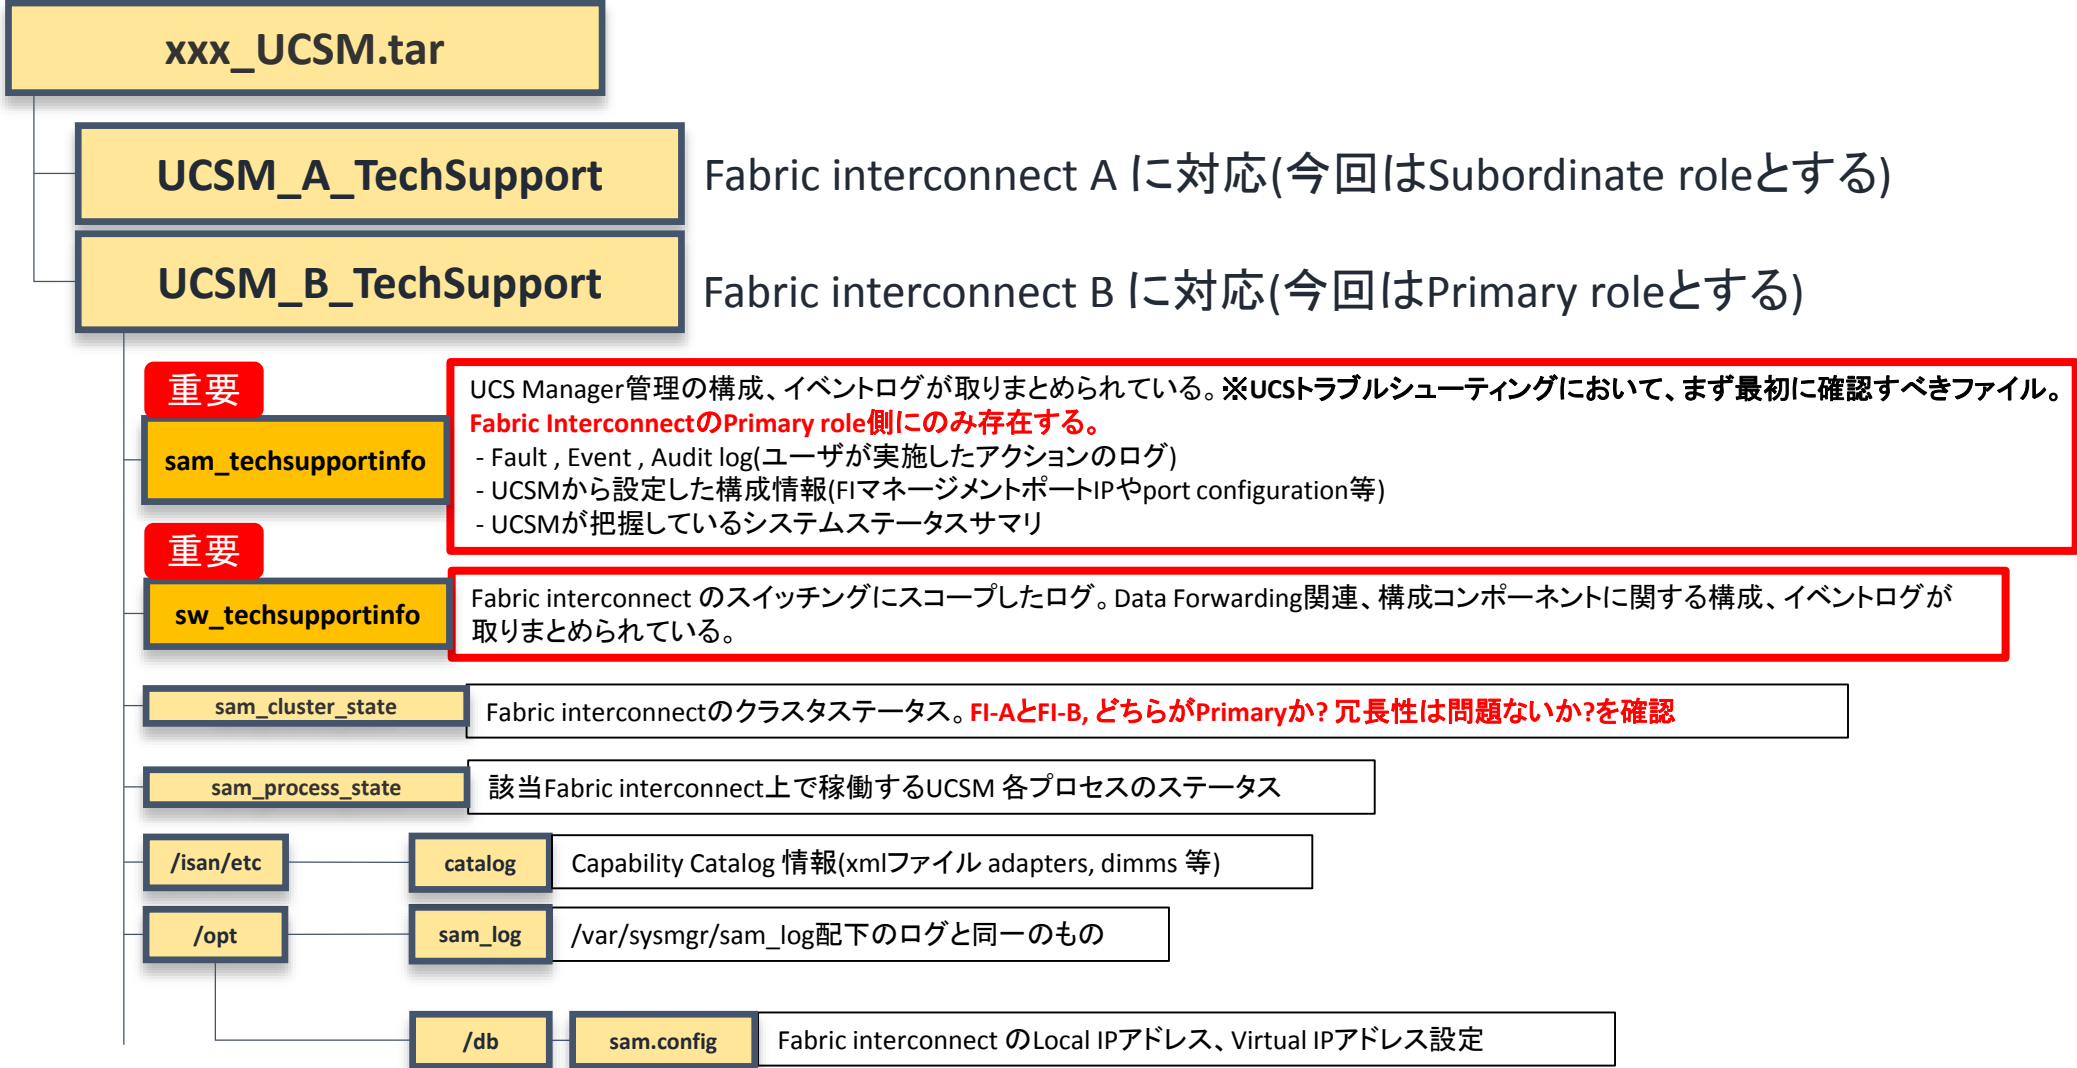 xxx_UCSM.tar
UCSM_A_TechSupport
Fabric interconnect A に対応(今回はSubordinate roleとする)
UCSM_B_TechSupport
Fabric interconnect B に対応(今回はPrimary roleとする)
重要
sam_techsupportinfo
UCS Manager管理の構成、イベントログが取りまとめられている。※UCSトラブルシューティングにおいて、まず最初に確認すべきファイル。
Fabric InterconnectのPrimary role側にのみ存在する。
- Fault , Event , Audit log(ユーザが実施したアクションのログ)
- UCSMから設定した構成情報(FIマネージメントポートIPやport configuration等)
- UCSMが把握しているシステムステータスサマリ
重要
sw_techsupportinfo
Fabric interconnect のスイッチングにスコープしたログ。Data Forwarding関連、構成コンポーネントに関する構成、イベントログが
取りまとめられている。
sam_cluster_state
Fabric interconnectのクラスタステータス。FI-AとFI-B, どちらがPrimaryか? 冗長性は問題ないか?を確認
sam_process_state
該当Fabric interconnect上で稼働するUCSM 各プロセスのステータス
/isan/etc
catalog
Capability Catalog 情報(xmlファイル adapters, dimms 等)
/opt
sam_log
/var/sysmgr/sam_log配下のログと同一のもの
/db
sam.config
Fabric interconnect のLocal IPアドレス、Virtual IPアドレス設定